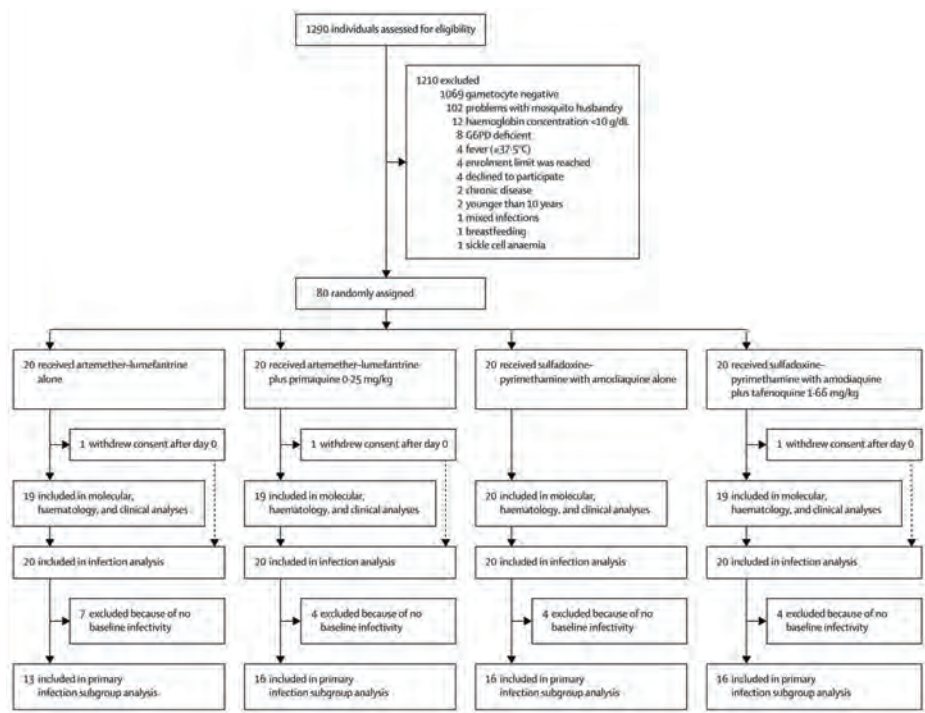 1290 individuals assessed for eligibility
1210 excluded
1069 gametocyte negative
102 problems with mosquito husbandry
12 haemoglobin concentration <10 g/dL
8 G6PD deficient
4 fever (≥37·5°C)
4 enrolment limit was reached
4 declined to participate
2 chronic disease
2 younger than 10 years
1 mixed infections
1 breastfeeding
1 sickle cell anaemia
80 randomly assigned
20 received artemether-lumefantrine
alone
20 received artemether-lumefantrine
plus primaquine 0·25 mg/kg
20 received sulfadoxine–
pyrimethamine with amodiaquine alone
20 received sulfadoxine–
pyrimethamine with amodiaquine
plus tafenoquine 1·66 mg/kg
1 withdrew consent after day 0
1 withdrew consent after day 0
1 withdrew consent after day 0
19 included in molecular,
haematology, and clinical analyses
19 included in molecular,
haematology, and clinical analyses
20 included in molecular,
haematology, and clinical analyses
19 included in molecular,
haematology, and clinical analyses
20 included in infection analysis
20 included in infection analysis
20 included in infection analysis
20 included in infection analysis
7 excluded because of no
baseline infectivity
4 excluded because of no
baseline infectivity
4 excluded because of no
baseline infectivity
4 excluded because of no
baseline infectivity
13 included in primary
infection subgroup analysis
16 included in primary
infection subgroup analysis
16 included in primary
infection subgroup analysis
16 included in primary
infection subgroup analysis